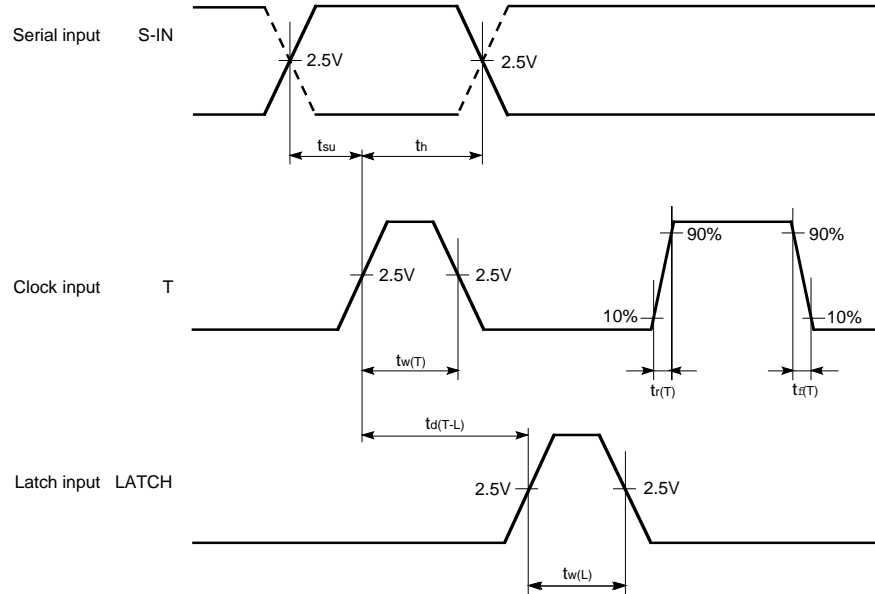 Serial input S-IN
2.5V 2.5V
tsu th
90% 90%
Clock input T
2.5V 2.5V
10% 10%
tw(T)
tr(T) tf(T)
td(T-L)
Latch input LATCH
2.5V 2.5V
tw(L)